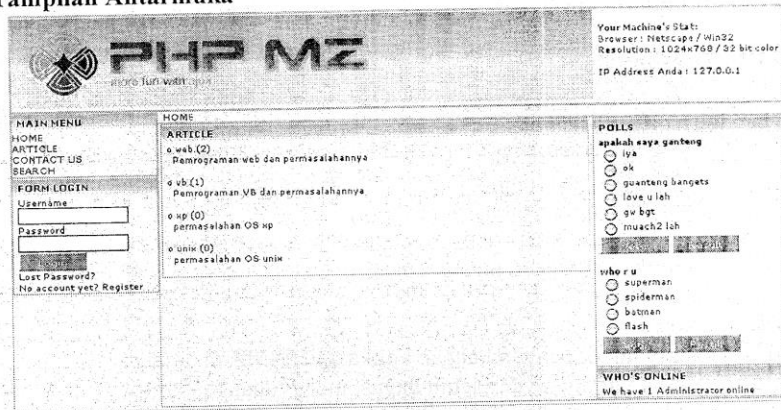 Tampilan Antarmuka
PHP MZ
more fun with
Your Machine's Stat:
Browser : Netscape / Win32
Resolution : 1024x768 / 32 bit color
IP Address Anda : 127.0.0.1
MAIN MENU
HOME
ARTICLE
CONTACT US
SEARCH
FORM LOGIN
Username
Password
Lost Password?
No account yet? Register
HOME
ARTICLE
o web (2)
Pemrograman web dan permasalahannya
o vb (1)
Pemrograman VB dan permasalahannya
o xp (0)
permasalahan OS xp
o unix (0)
permasalahan OS unix
POLLS
apakah saya ganteng
iya
ok
guanteng bangets
love u lah
gw bgt
muach2 lah
who r u
superman
spiderman
batman
flash
WHO'S ONLINE
We have 1 Administrator online